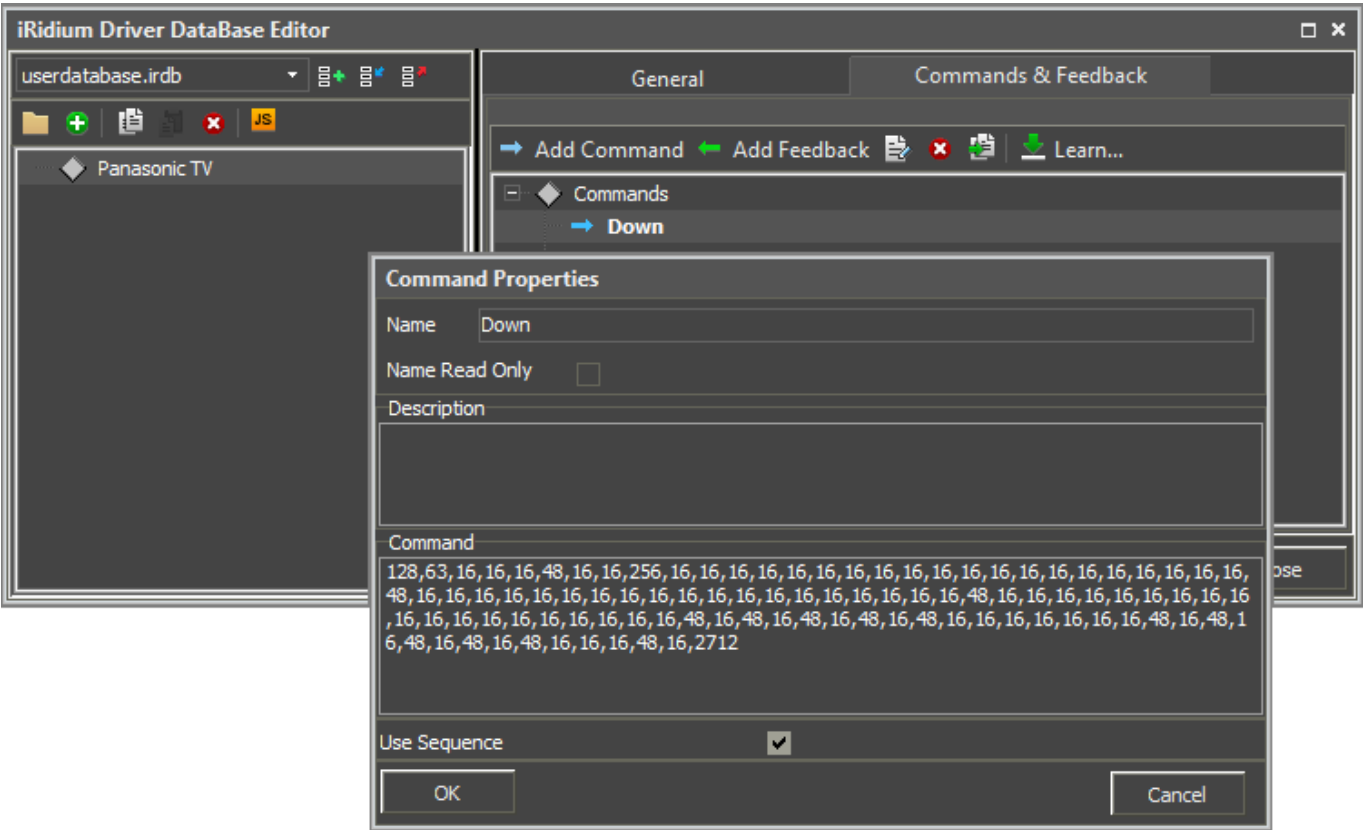 iRidium Driver DataBase Editor
userdatabase.irdb
General
Commands & Feedback
JS
Add Command
Add Feedback
Learn...
Panasonic TV
Commands
Down
Command Properties
Name
Down
Name Read Only
Description
Command
128,63,16,16,16,48,16,16,256,16,16,16,16,16,16,16,16,16,16,16,16,16,16,16,16,16,16,16,16,
48,16,16,16,16,16,16,16,16,16,16,16,16,16,16,16,16,16,16,16,48,16,16,16,16,16,16,16,16,16
,16,16,16,16,16,16,16,16,16,16,48,16,48,16,48,16,48,16,48,16,16,16,16,16,16,16,48,16,48,1
6,48,16,48,16,48,16,16,16,48,16,2712
Use Sequence
OK
Cancel